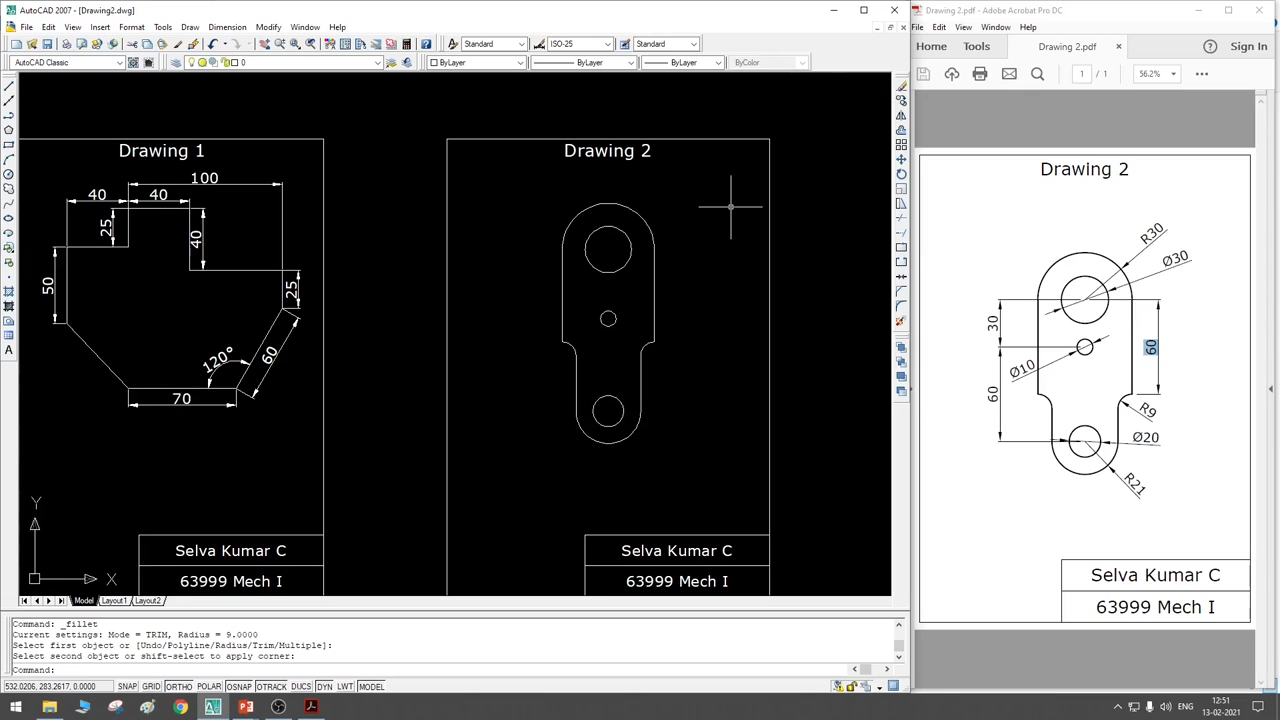 AutoCAD 2007 - [Drawing2.dwg]
File Edit View Insert Format Tools Draw Dimension Modify Window Help
Standard ISO-25 Standard
AutoCAD Classic 0 ByLayer ByLayer ByLayer ByColor
Drawing 1
100
40 40
25
40
50
25
120°
60
70
Selva Kumar C
63999 Mech I
Y
X
Drawing 2
Selva Kumar C
63999 Mech I
Model Layout1 Layout2
Command: _fillet
Current settings: Mode = TRIM, Radius = 9.0000
Select first object or [Undo/Polyline/Radius/Trim/Multiple]:
Select second object or shift-select to apply corner:
Command:
532.0206, 283.2617, 0.0000 SNAP GRID ORTHO POLAR OSNAP OTRACK DUCS DYN LWT MODEL
Drawing 2.pdf - Adobe Acrobat Pro DC
File Edit View Window Help
Home Tools Drawing 2.pdf × Sign In
1 / 1 56.2%
Drawing 2
R30
Ø30
30
60
Ø10
60
R9
Ø20
R21
Selva Kumar C
63999 Mech I
ENG
12:51
13-02-2021